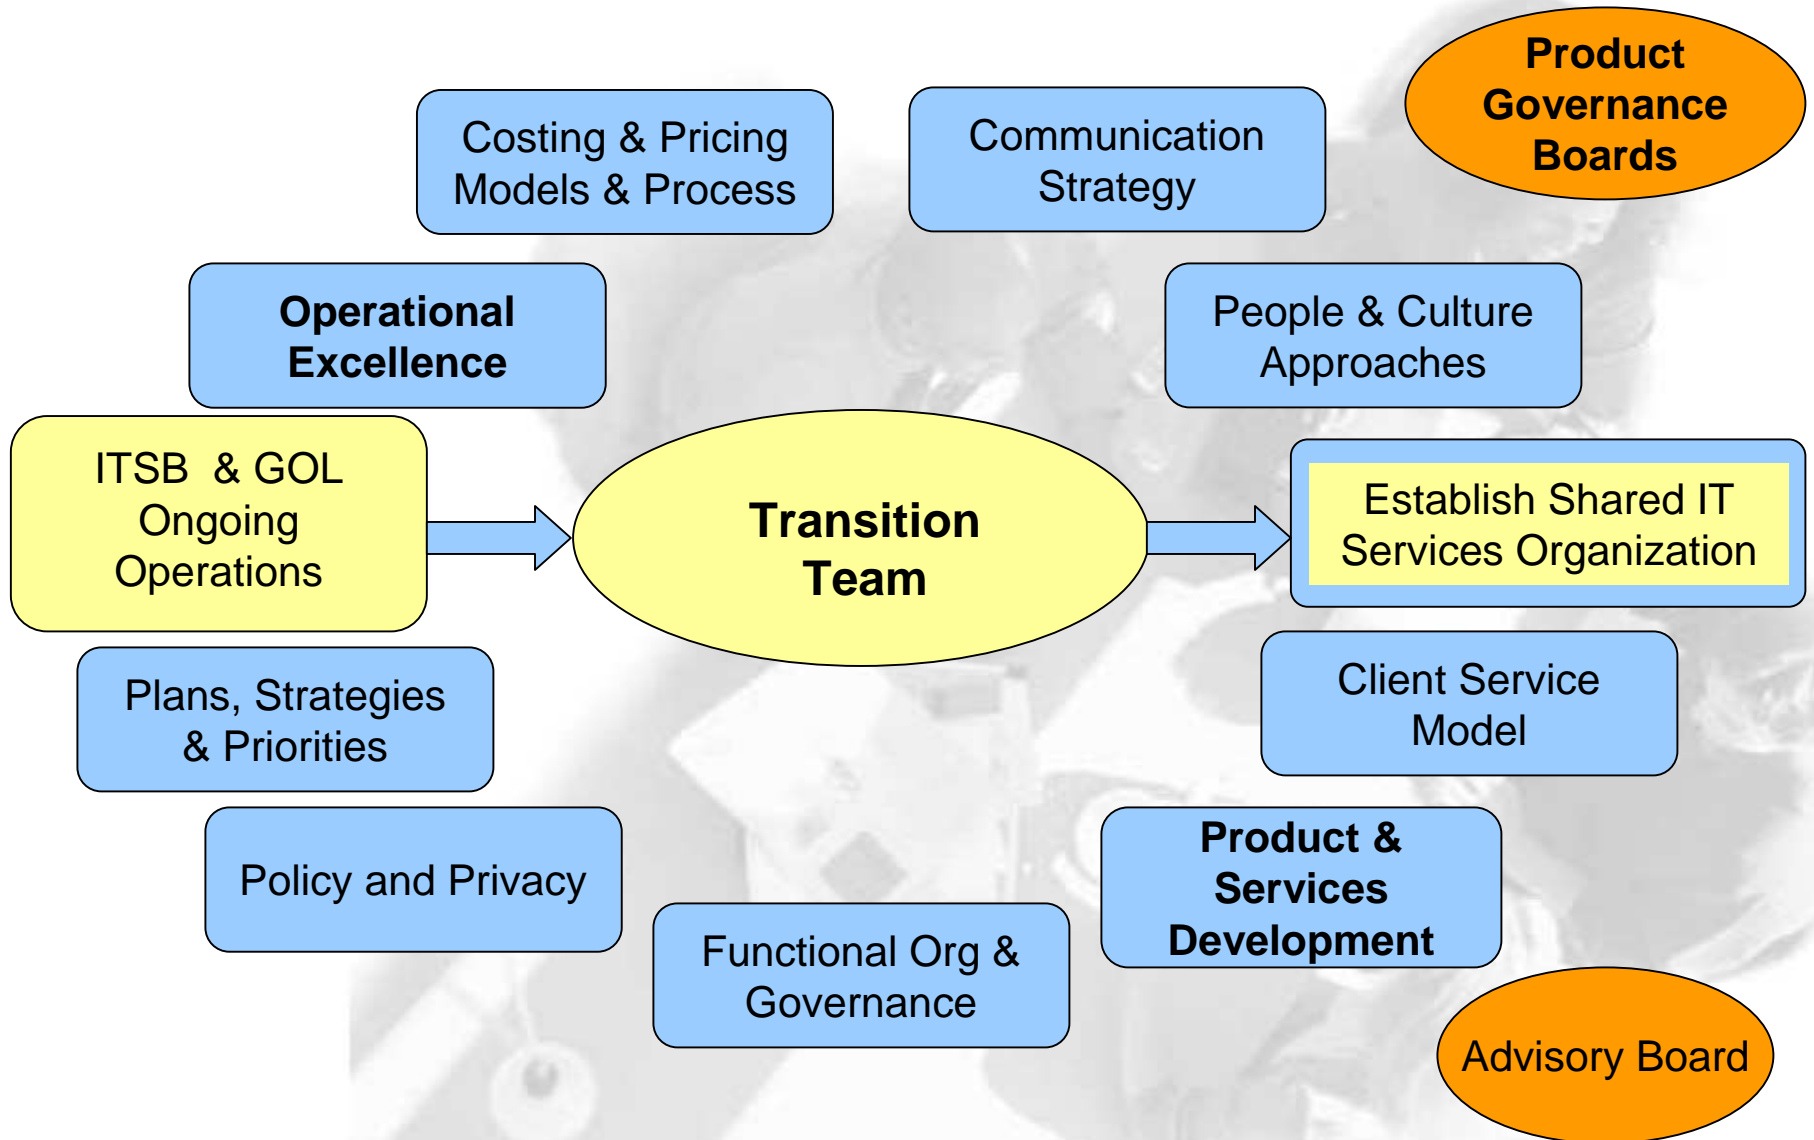 Product
Governance
Boards
Costing & Pricing
Models & Process
Communication
Strategy
Operational
Excellence
People & Culture
Approaches
ITSB & GOL
Ongoing
Operations
Transition
Team
Establish Shared IT
Services Organization
Plans, Strategies
& Priorities
Client Service
Model
Policy and Privacy
Product &
Services
Development
Functional Org &
Governance
Advisory Board